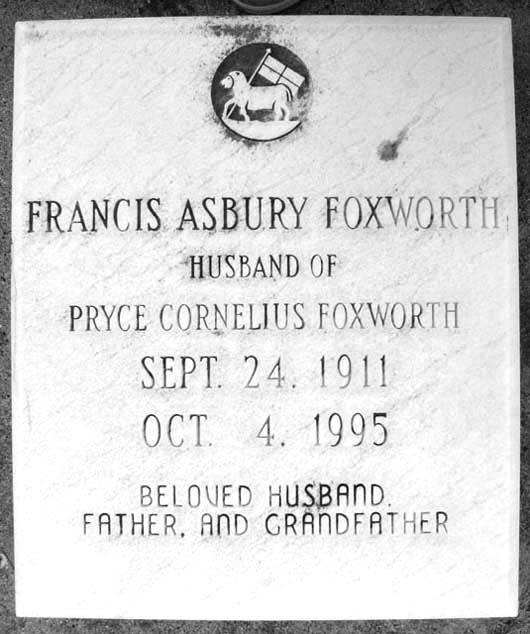 FRANCIS ASBURY FOXWORTH
HUSBAND OF
PRYCE CORNELIUS FOXWORTH
SEPT. 24. 1911
OCT. 4. 1995
BELOVED HUSBAND.
FATHER, AND GRANDFATHER